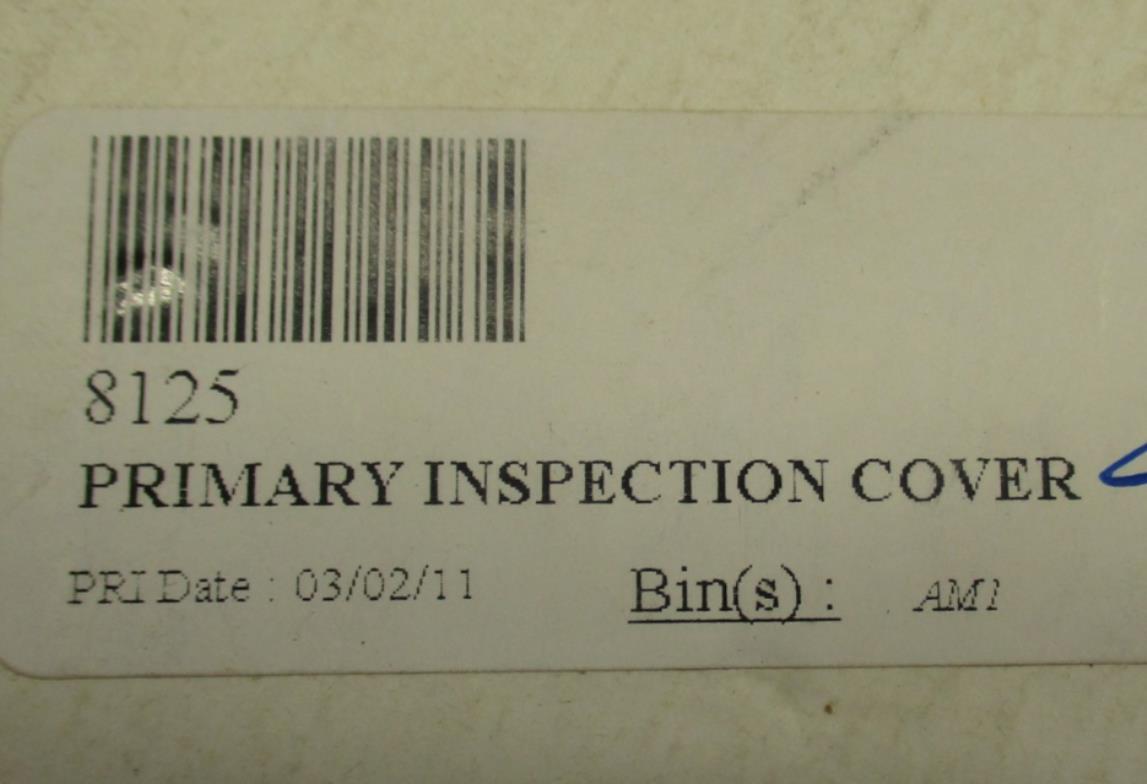 8125
PRIMARY INSPECTION COVER
PRI Date : 03/02/11
Bin(s) : AM1